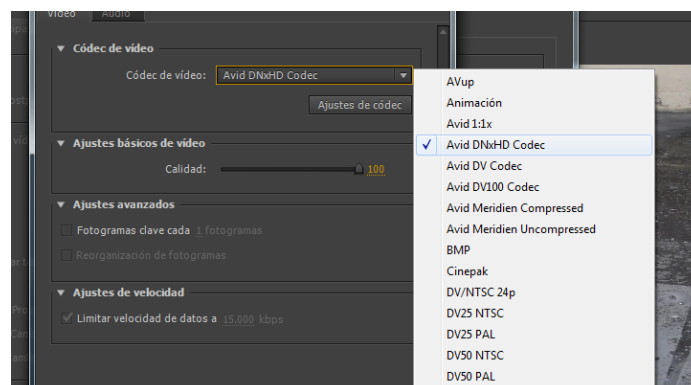 Vídeo Audio
Códec de vídeo
Códec de vídeo: Avid DNxHD Codec
Ajustes de códec
Ajustes básicos de vídeo
Calidad: 100
Ajustes avanzados
Fotogramas clave cada 1 fotogramas
Reorganización de fotogramas
Ajustes de velocidad
Limitar velocidad de datos a 15.000 kbps
AVup
Animación
Avid 1:1x
Avid DNxHD Codec
Avid DV Codec
Avid DV100 Codec
Avid Meridien Compressed
Avid Meridien Uncompressed
BMP
Cinepak
DV/NTSC 24p
DV25 NTSC
DV25 PAL
DV50 NTSC
DV50 PAL